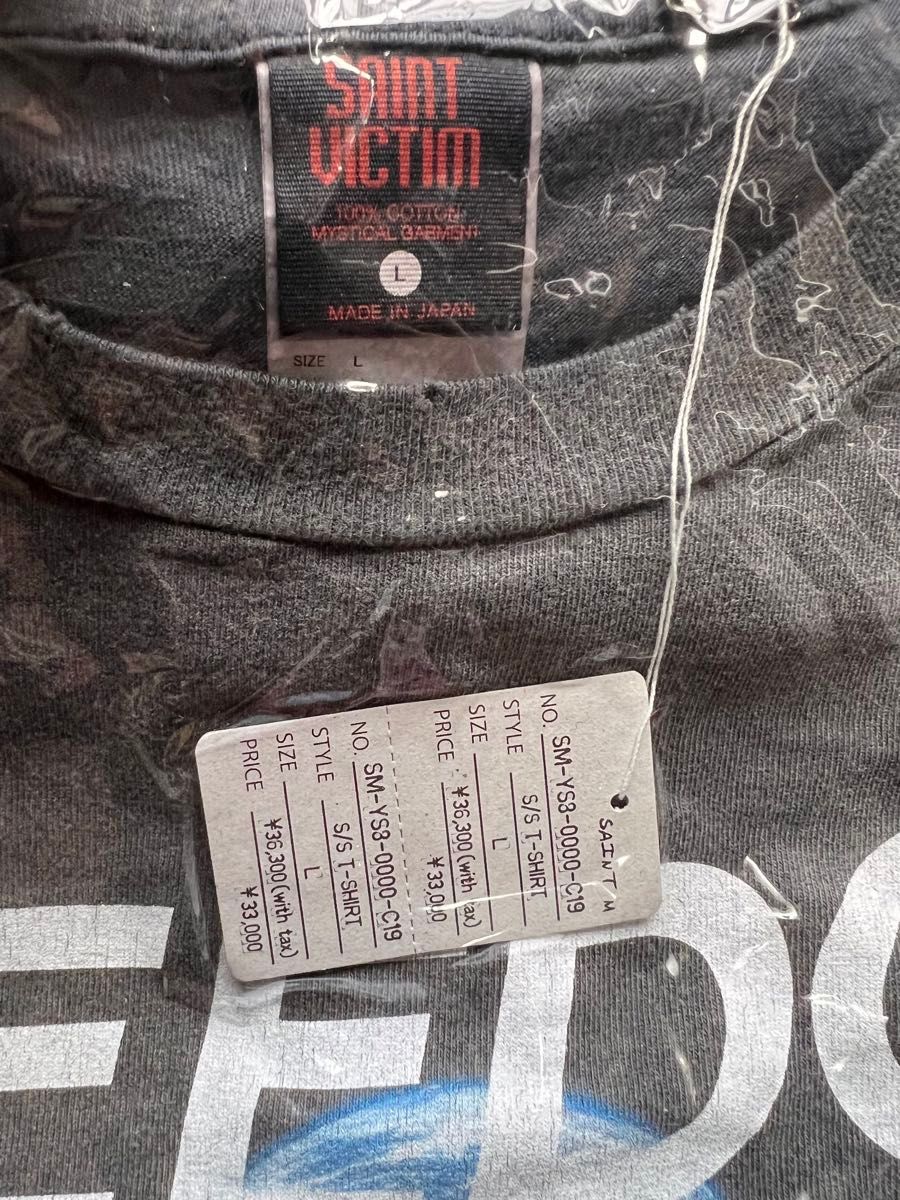 SAINT
VICTIM
100% COTTON
MYSTICAL GARMENT
L
MADE IN JAPAN
SIZE L
SAINT M
NO. SM-YS8-0000-C19
STYLE S/S T-SHIRT
SIZE L
PRICE ¥36,300 (with tax)
¥33,000
NO. SM-YS8-0000-C19
STYLE S/S T-SHIRT
SIZE L
PRICE ¥36,300 (with tax)
¥33,000